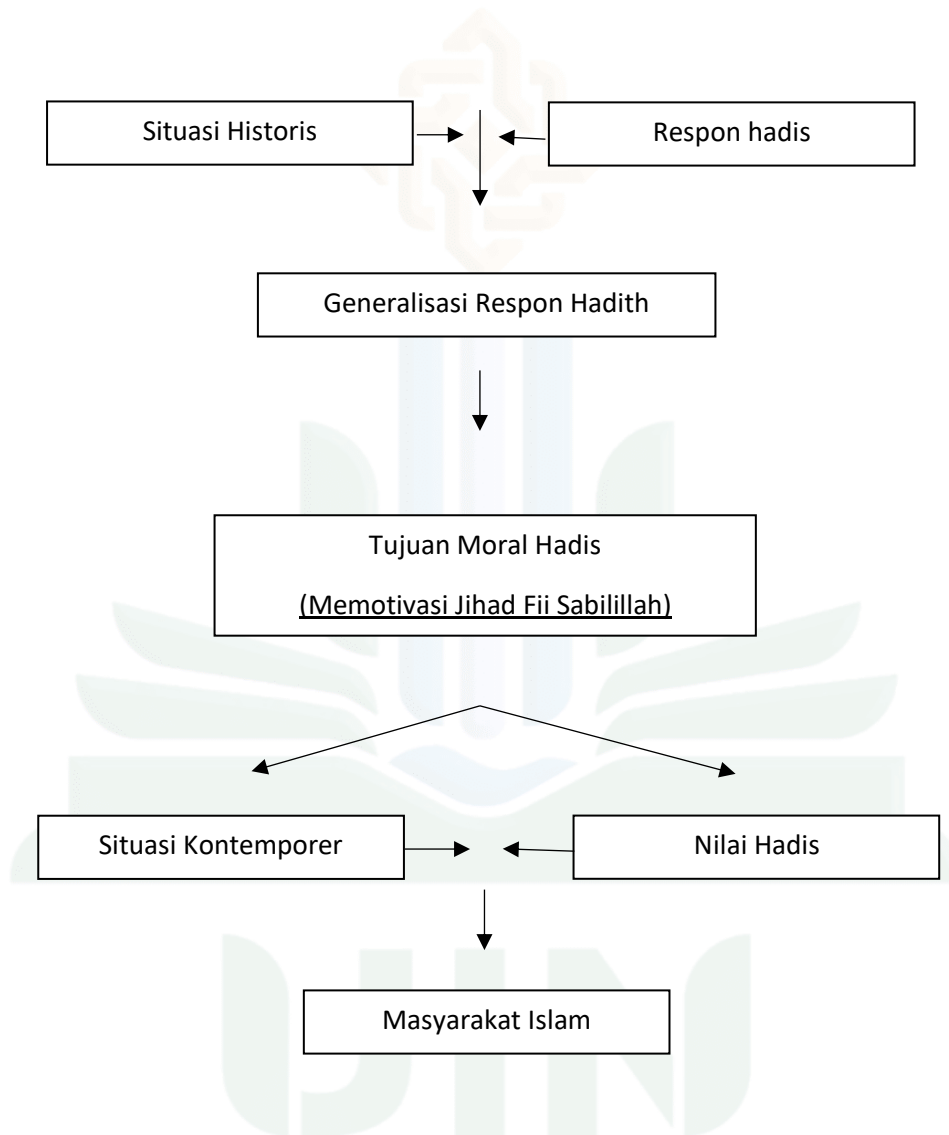 Situasi Historis
Respon hadis
Generalisasi Respon Hadith
Tujuan Moral Hadis
(Memotivasi Jihad Fii Sabilillah)
Situasi Kontemporer
Nilai Hadis
Masyarakat Islam
UIN